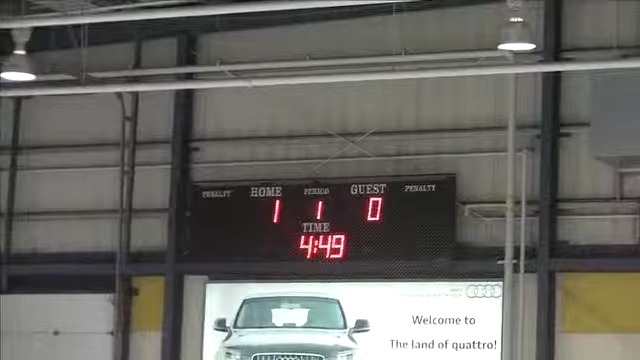 PENALTY HOME PERIOD GUEST PENALTY
1 1 0
TIME
4:49
Welcome to
The land of quattro!